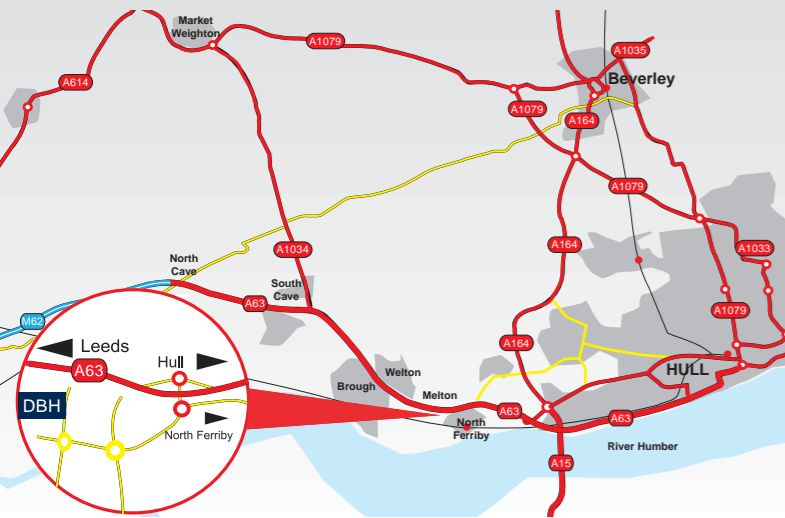 Market
Weighton
A1079
A1035
A614
Beverley
A1079
A164
A1079
A164
A1034
A1033
North
Cave
South
Cave
A63
M62
A1079
A164
Leeds
A63
Hull
DBH
North Ferriby
HULL
Welton
Brough
Melton
A63
A63
North
Ferriby
River Humber
A15